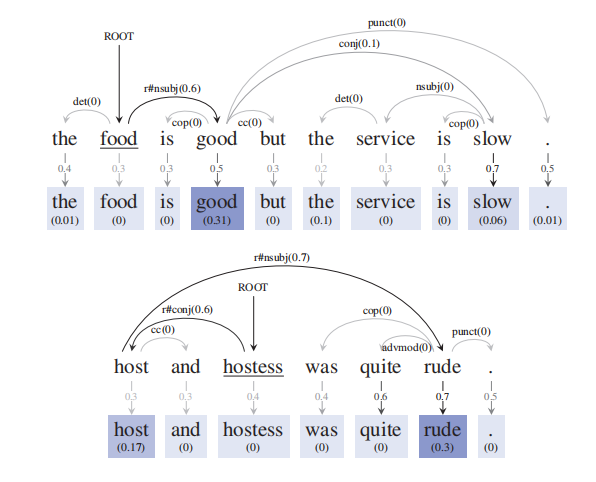 punct(0)
conj(0.1)
ROOT
r#nsubj(0.6)
nsubj(0)
det(0)
det(0)
cop(0)
cc(0)
cop(0)
the food is good but the service is slow .
0.4 0.3 0.3 0.5 0.3 0.2 0.3 0.3 0.7 0.5
the food is good but the service is slow .
(0.01) (0) (0) (0.31) (0) (0.1) (0) (0) (0.06) (0.01)
r#nsubj(0.7)
ROOT
r#conj(0.6)
cop(0)
cc(0)
punct(0)
advmod(0)
host and hostess was quite rude .
0.3 0.3 0.4 0.4 0.6 0.7 0.5
host and hostess was quite rude .
(0.17) (0) (0) (0) (0) (0.3) (0)